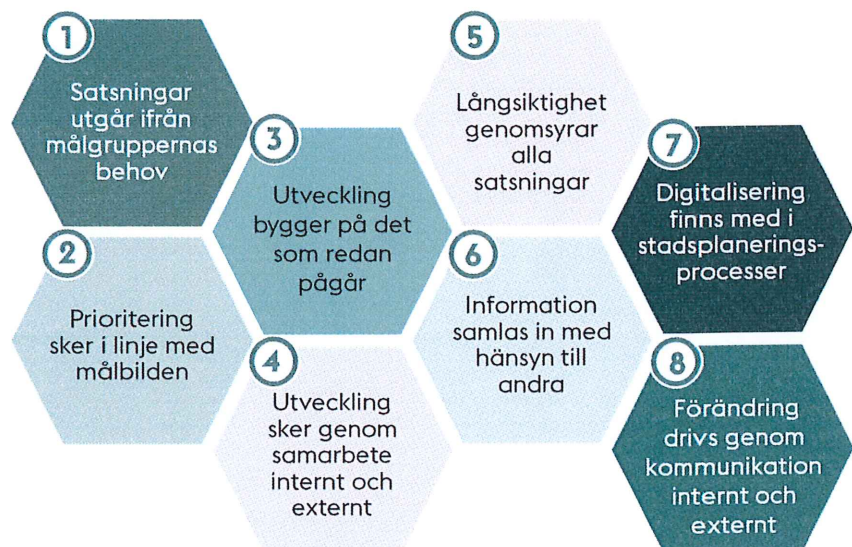 1
Satsningar
utgår ifrån
målgruppernas
behov
2
Prioritering
sker i linje med
målbilden
3
Utveckling
bygger på det
som redan
pågår
4
Utveckling
sker genom
samarbete
internt och
externt
5
Långsiktighet
genomsyrar
alla
satsningar
6
Information
samlas in med
hänsyn till
andra
7
Digitalisering
finns med i
stadsplanerings-
processer
8
Förändring
drivs genom
kommunikation
internt och
externt